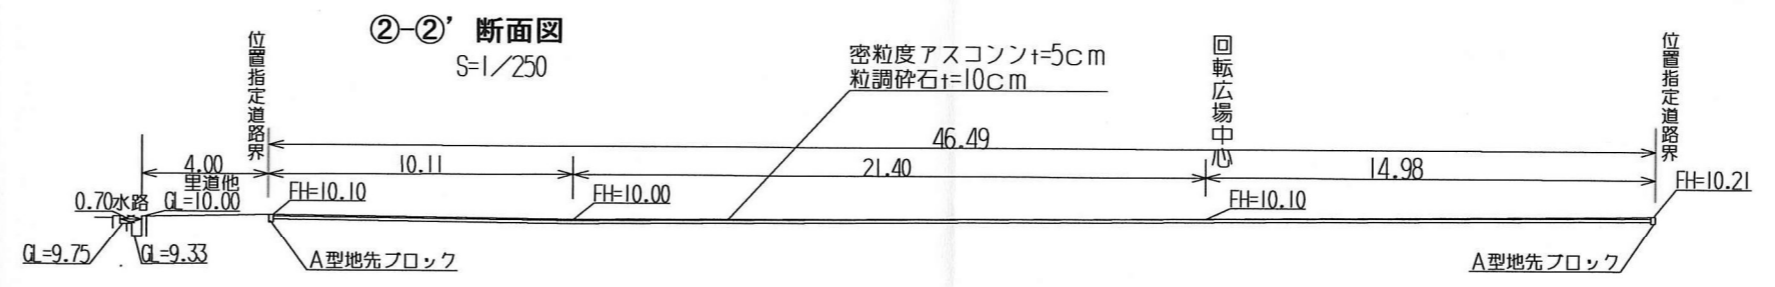 ②-②’ 断面図
S=1/250
位置指定道路界
密粒度アスコンソt=5cm
粒調砕石t=10cm
回転広場中心
位置指定道路界
46.49
4.00
里道他
10.11
21.40
14.98
0.70水路
GL=10.00
FH=10.10
FH=10.00
FH=10.10
FH=10.21
GL=9.75
GL=9.33
A型地先ブロック
A型地先ブロック